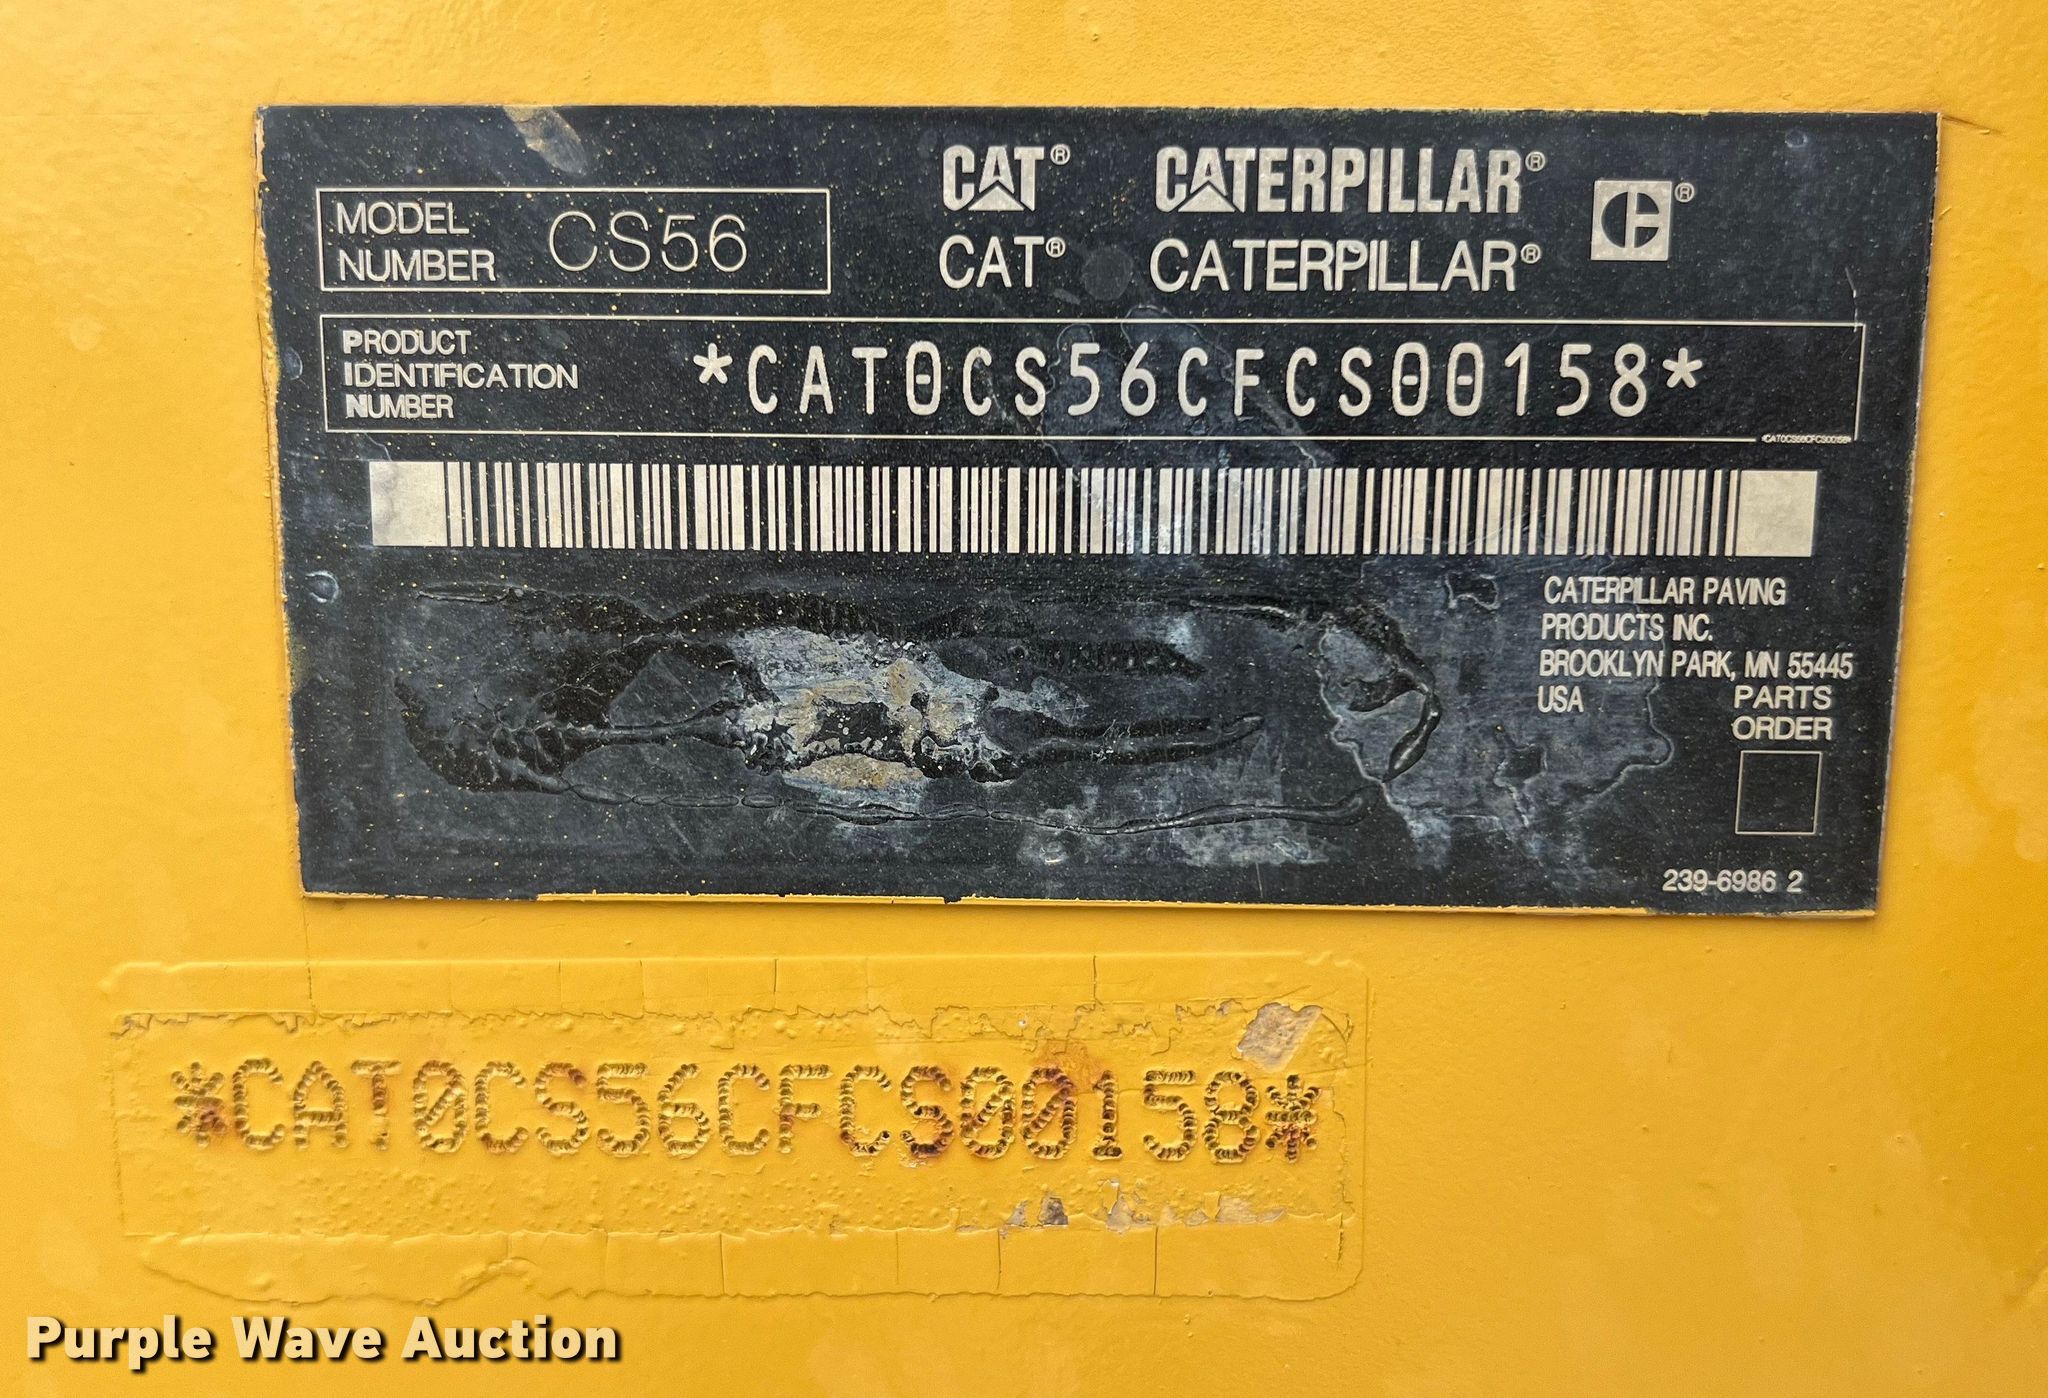 CAT® CATERPILLAR® C®
CAT® CATERPILLAR®
MODEL
NUMBER CS56
PRODUCT
IDENTIFICATION
NUMBER
*CAT0CS56CFCS00158*
*CAT0CS56CFCS00158*
CATERPILLAR PAVING
PRODUCTS INC.
BROOKLYN PARK, MN 55445
USA
PARTS
ORDER
239-6986 2
*CAT0CS56CFCS00158*
Purple Wave Auction